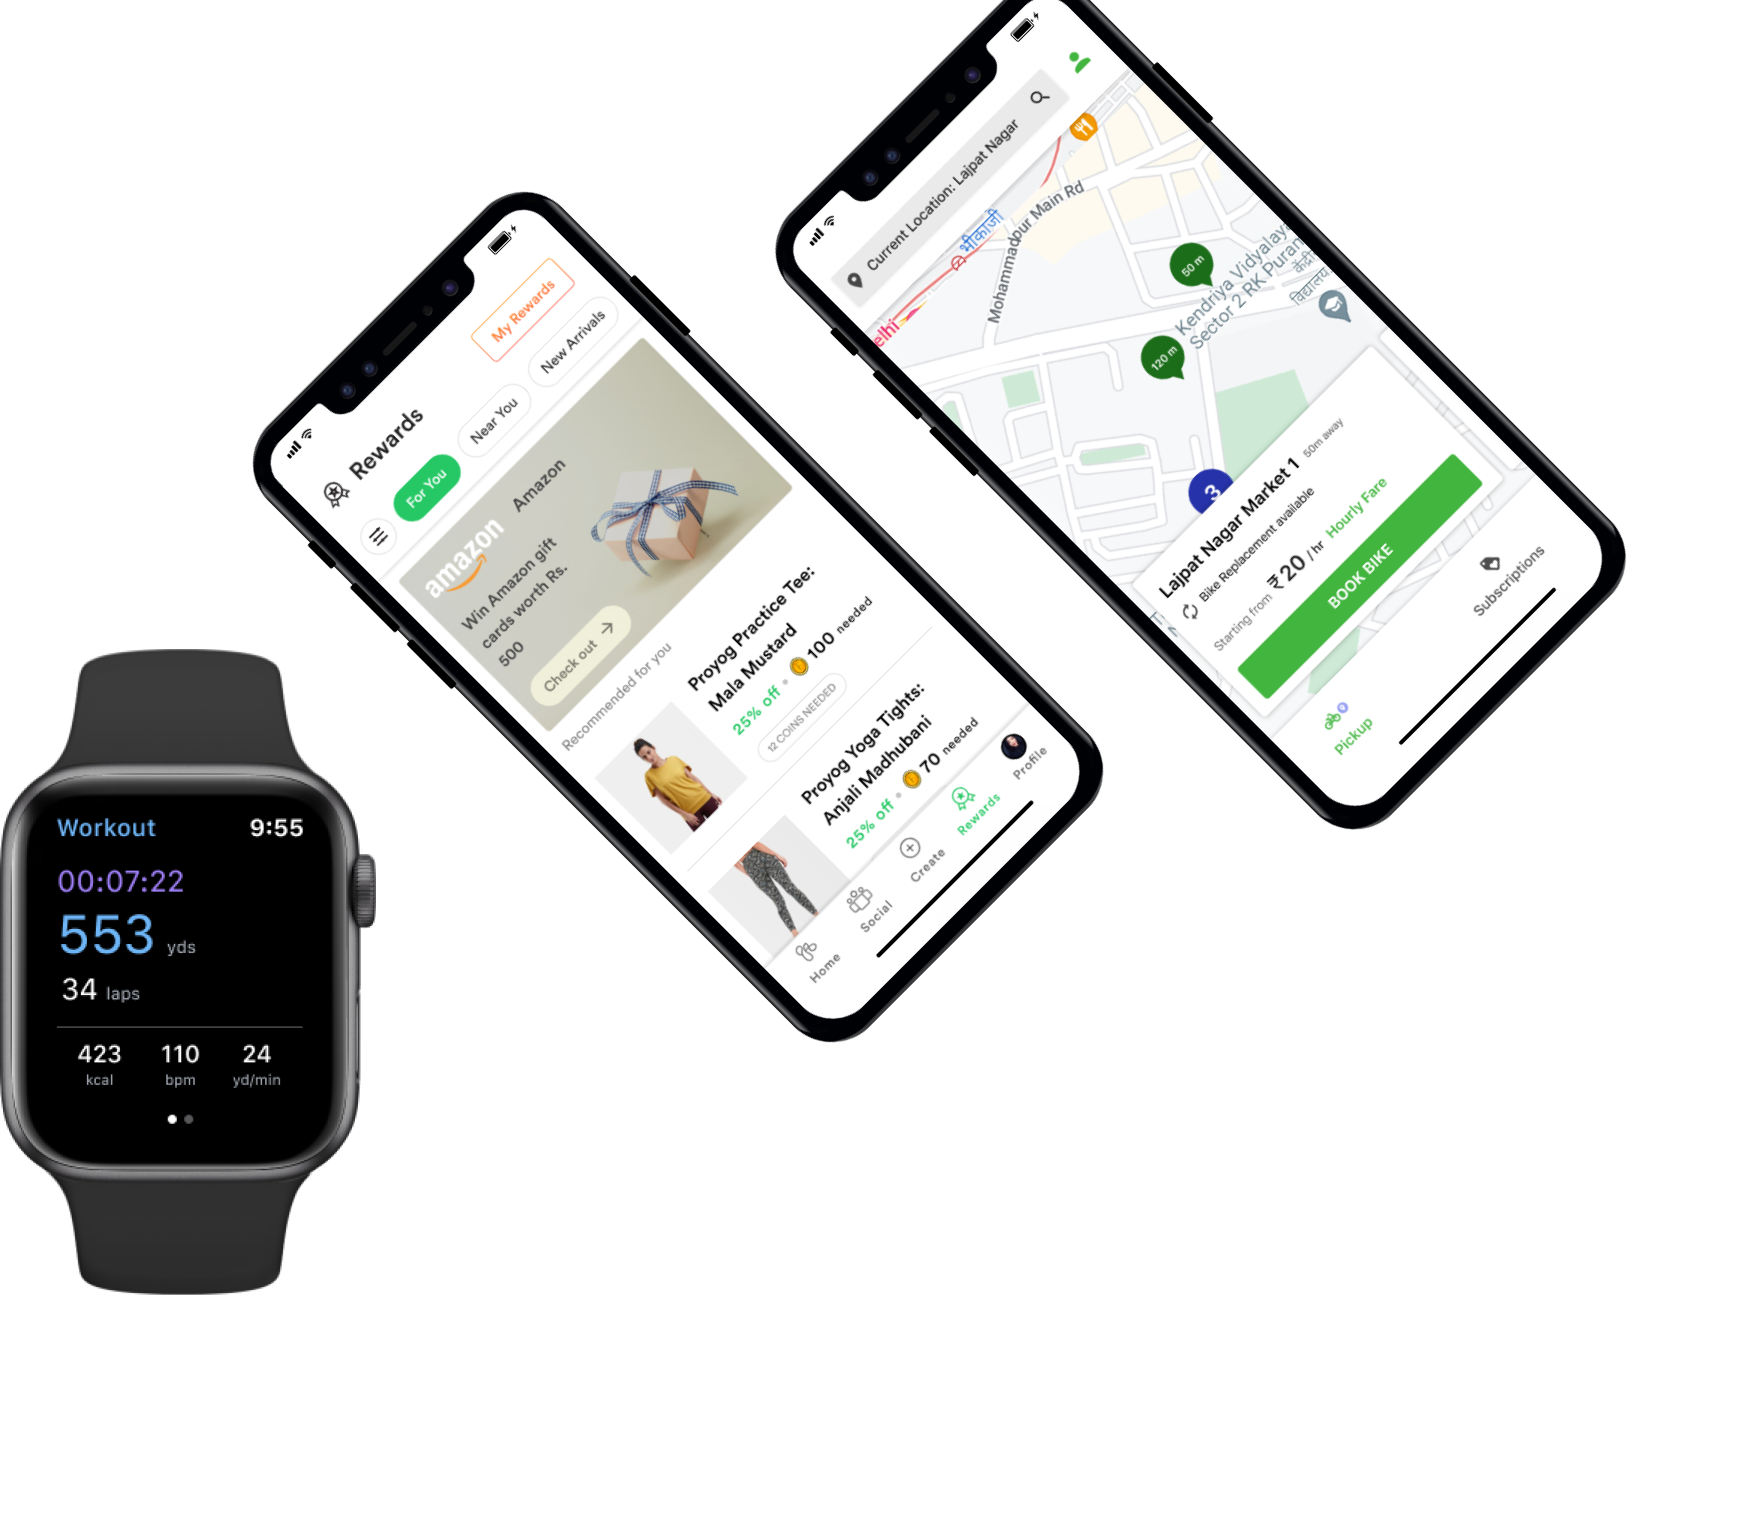 Workout
9:55
00:07:22
553 yds
34 laps
423
110
24
kcal
bpm
yd/min
My Rewards
Rewards
For You
Near You
New Arrivals
amazon
Amazon
Win Amazon gift
cards worth Rs.
500
Check out
Recommended for you
Proyog Practice Tee:
Mala Mustard
25% off • 100 needed
12 COINS NEEDED
Proyog Yoga Tights:
Anjali Madhubani
25% off • 70 needed
Home
Social
Create
Rewards
Profile
Current Location: Lajpat Nagar
भीकाजी
Mohammadpur Main Rd
elhi
50 m
120 m
Kendriya Vidyalaya
Sector 2 RK Puran
केंद्री
विद्यालय
3
Lajpat Nagar Market 1
50m away
Bike Replacement available
Starting from ₹20 / hr
Hourly Fare
BOOK BIKE
Pickup
Subscriptions